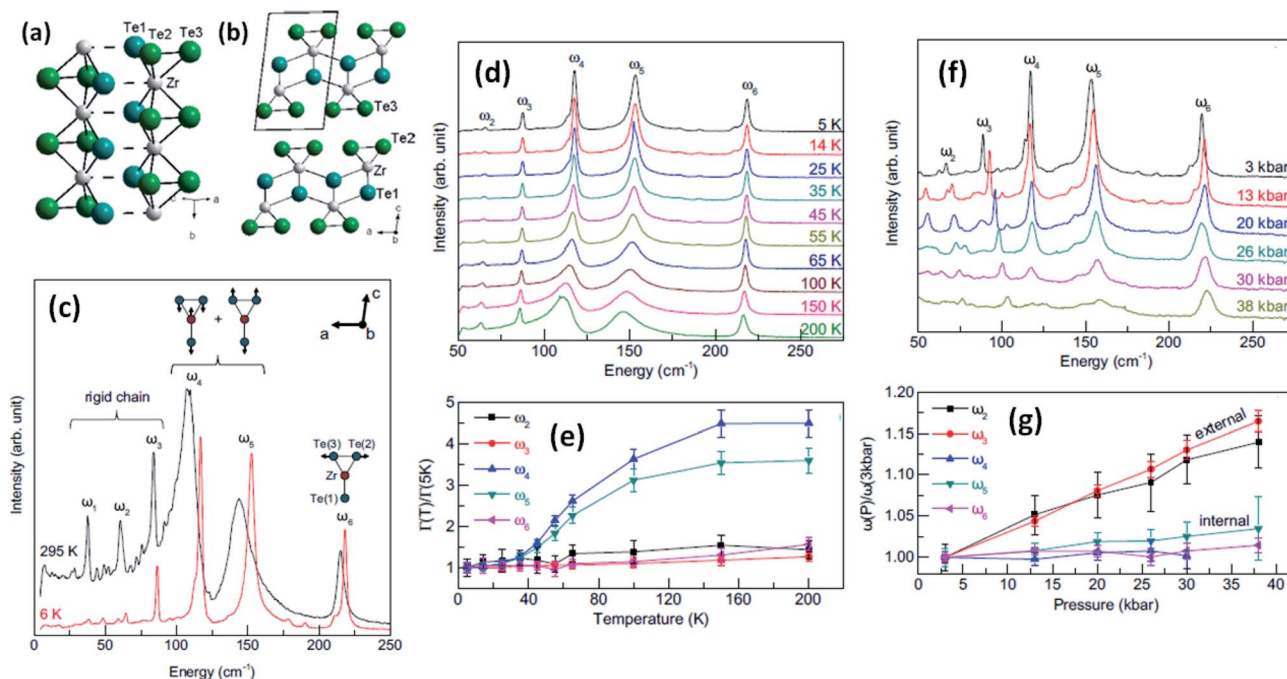 (a)
Te1
Te2
Te3
Zr
c
a
b
(b)
Te3
Te2
Zr
Te1
c
a
b
(c)
c
a
b
+
rigid chain
ω1
ω2
ω3
ω4
ω5
ω6
Te(3)
Te(2)
Zr
Te(1)
295 K
6 K
Intensity (arb. unit)
0
50
100
150
200
250
Energy (cm-1)
(d)
ω2
ω3
ω4
ω5
ω6
5 K
14 K
25 K
35 K
45 K
55 K
65 K
100 K
150 K
200 K
Intensity (arb. unit)
50
100
150
200
250
Energy (cm-1)
(f)
ω2
ω3
ω4
ω5
ω6
3 kbar
13 kbar
20 kbar
26 kbar
30 kbar
38 kbar
Intensity (arb. unit)
50
100
150
200
250
Energy (cm-1)
(e)
ω2
ω3
ω4
ω5
ω6
Γ(T)/Γ(5K)
5
4
3
2
1
0
0
40
80
120
160
200
Temperature (K)
(g)
ω2
ω3
ω4
ω5
ω6
external
internal
ω(P)/ω(3kbar)
1.20
1.15
1.10
1.05
1.00
0
5
10
15
20
25
30
35
40
Pressure (kbar)